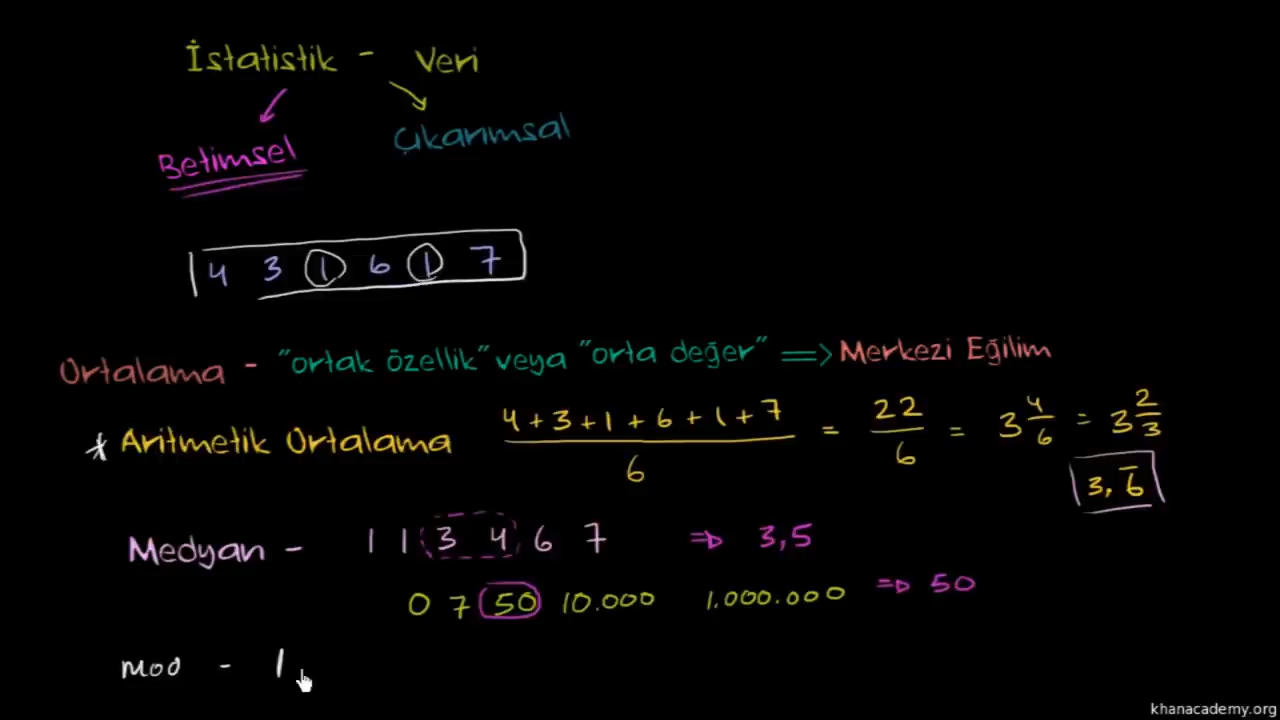 İstatistik - Veri
Betimsel
Çıkarımsal
4 3 1 6 1 7
Ortalama - "ortak özellik" veya "orta değer" ⇒ Merkezi Eğilim
* Aritmetik Ortalama 4+3+1+6+1+7 / 6 = 22/6 = 3 4/6 = 3 2/3
3,6̅
Medyan - 1 1 3 4 6 7 ⇒ 3,5
0 7 50 10.000 1.000.000 ⇒ 50
Mod - 1
khanacademy.org